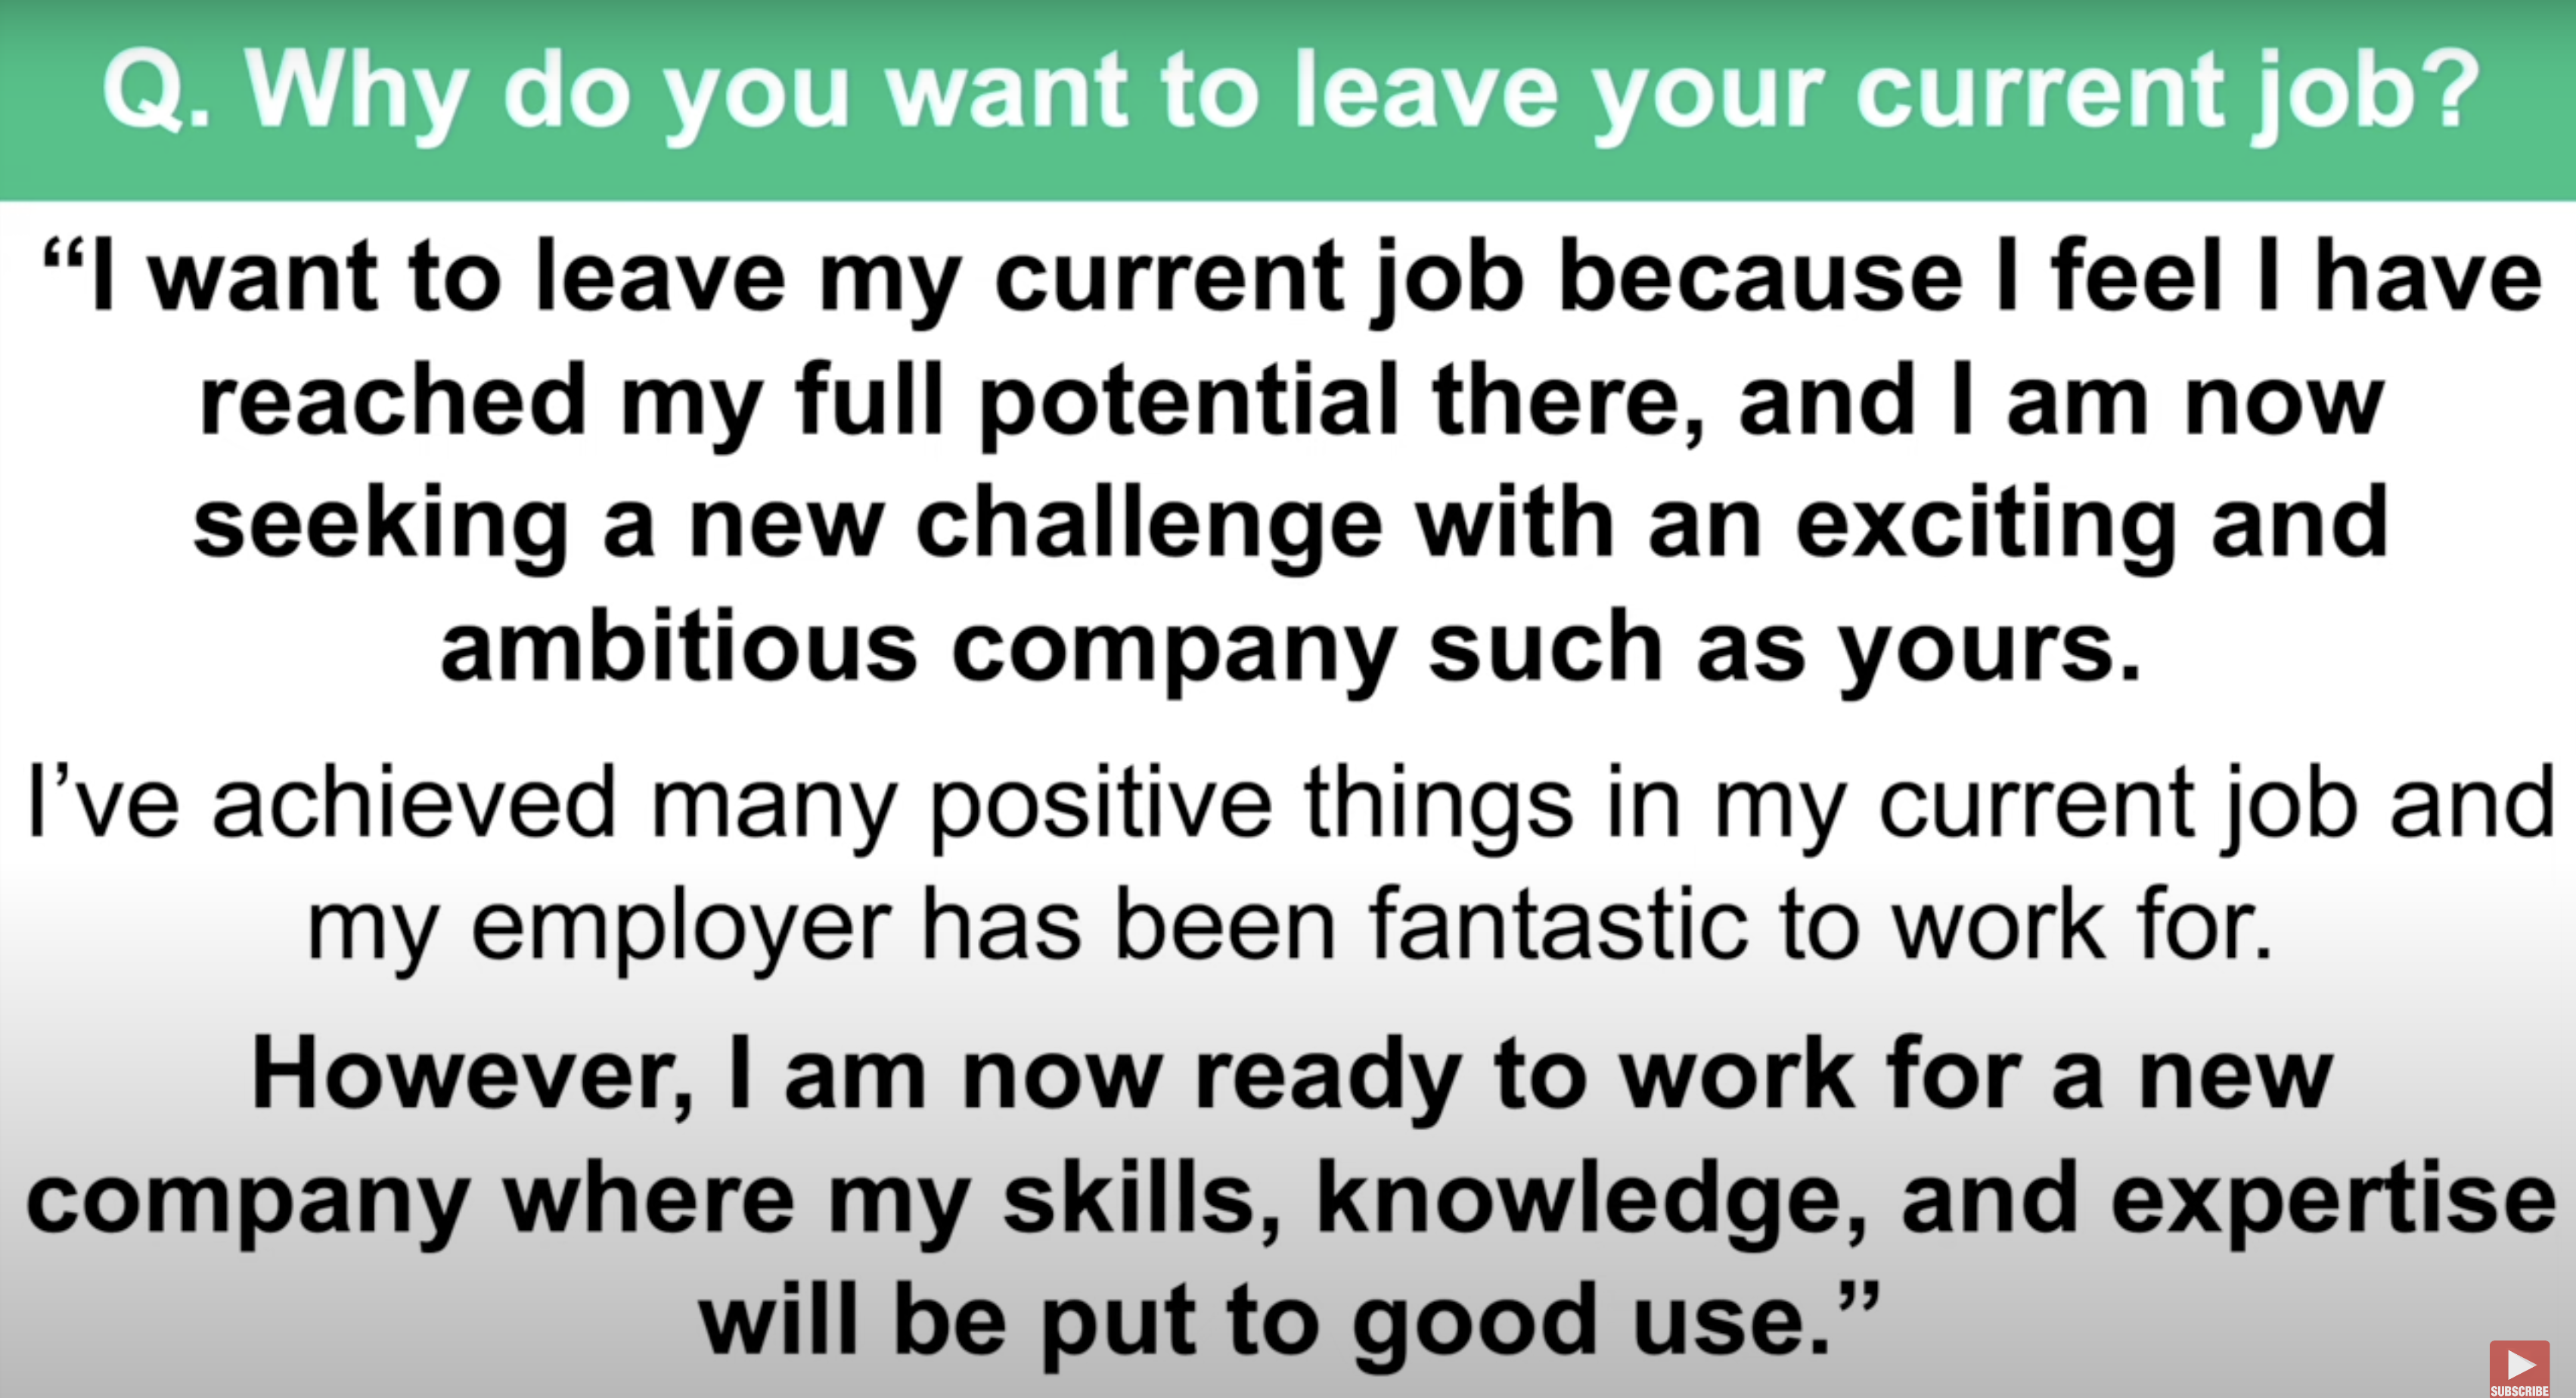 Q. Why do you want to leave your current job?
“I want to leave my current job because I feel I have
reached my full potential there, and I am now
seeking a new challenge with an exciting and
ambitious company such as yours.
I’ve achieved many positive things in my current job and
my employer has been fantastic to work for.
However, I am now ready to work for a new
company where my skills, knowledge, and expertise
will be put to good use.”
SUBSCRIBE